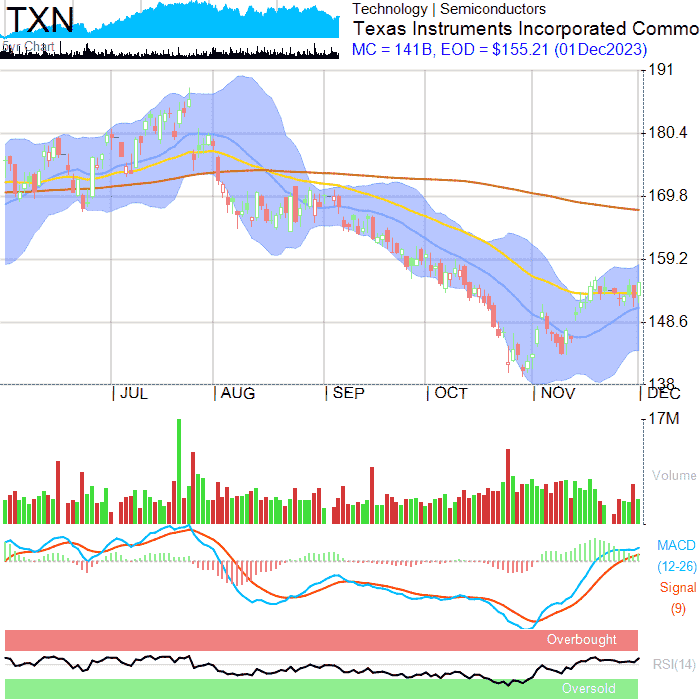 TXN
5yr Chart
Technology | Semiconductors
Texas Instruments Incorporated Commo
MC = 141B, EOD = $155.21 (01Dec2023)
191
180.4
169.8
159.2
148.6
138
JUL
AUG
SEP
OCT
NOV
DEC
17M
Volume
MACD
(12-26)
Signal
(9)
Overbought
RSI(14)
Oversold